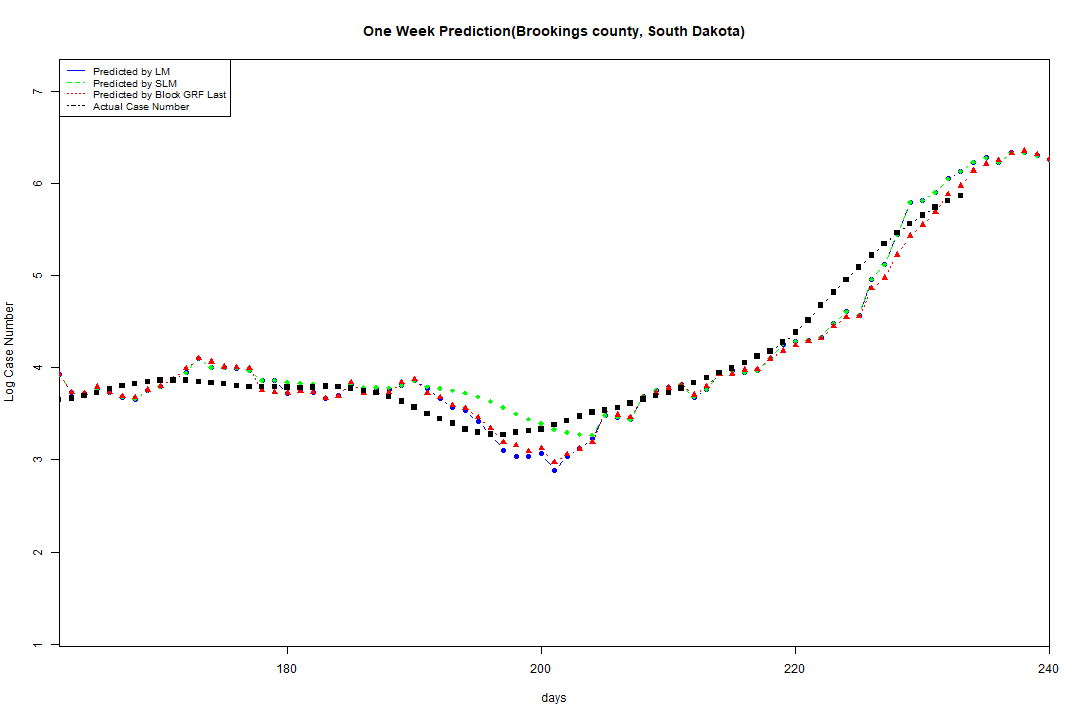 One Week Prediction(Brookings county, South Dakota)
Predicted by LM
Predicted by SLM
Predicted by Block GRF Last
Actual Case Number
7
6
5
4
3
2
1
Log Case Number
180
200
220
240
days